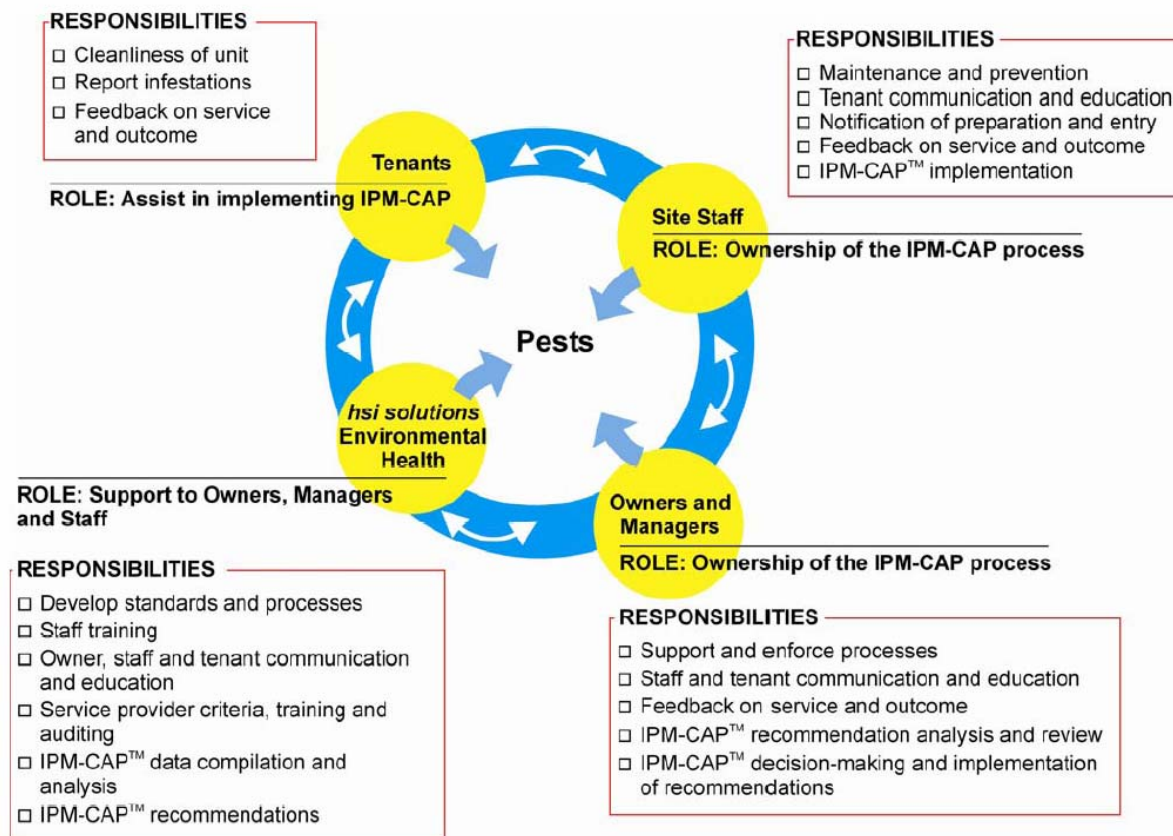 RESPONSIBILITIES
□ Cleanliness of unit
□ Report infestations
□ Feedback on service
and outcome
Tenants
ROLE: Assist in implementing IPM-CAP
RESPONSIBILITIES
□ Maintenance and prevention
□ Tenant communication and education
□ Notification of preparation and entry
□ Feedback on service and outcome
□ IPM-CAP™ implementation
Site Staff
ROLE: Ownership of the IPM-CAP process
Pests
hsi solutions
Environmental
Health
ROLE: Support to Owners, Managers
and Staff
RESPONSIBILITIES
□ Develop standards and processes
□ Staff training
□ Owner, staff and tenant communication
and education
□ Service provider criteria, training and
auditing
□ IPM-CAP™ data compilation and
analysis
□ IPM-CAP™ recommendations
Owners and
Managers
ROLE: Ownership of the IPM-CAP process
RESPONSIBILITIES
□ Support and enforce processes
□ Staff and tenant communication and education
□ Feedback on service and outcome
□ IPM-CAP™ recommendation analysis and review
□ IPM-CAP™ decision-making and implementation
of recommendations